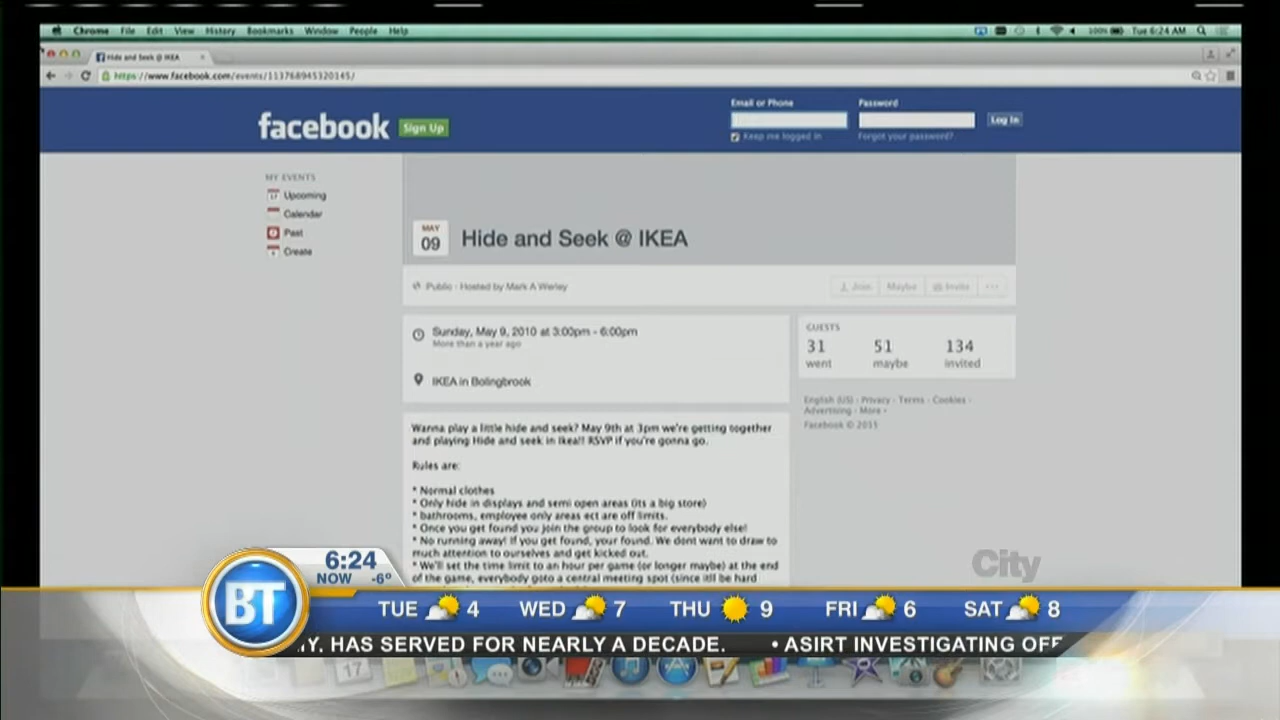 Chrome File Edit View History Bookmarks Window People Help
100% Tue 6:24 AM
Hide and Seek @ IKEA
https://www.facebook.com/events/113768945320145/
facebook Sign Up
Email or Phone Password
Log In
Keep me logged in Forgot your password?
MY EVENTS
Upcoming
Calendar
Past
Create
MAY
09
Hide and Seek @ IKEA
Public · Hosted by Mark A Werley
Join Maybe Invite
Sunday, May 9, 2010 at 3:00pm - 6:00pm
More than a year ago
IKEA in Bolingbrook
GUESTS
31 51 134
went maybe invited
English (US) · Privacy · Terms · Cookies ·
Advertising · More
Facebook © 2015
Wanna play a little hide and seek? May 9th at 3pm we're getting together
and playing Hide and seek in Ikea!! RSVP if you're gonna go.
Rules are:
* Normal clothes
* Only hide in displays and semi open areas (its a big store)
* bathrooms, employee only areas ect are off limits.
* Once you get found you join the group to look for everybody else!
* No running away! If you get found, your found. We dont want to draw to
much attention to ourselves and get kicked out.
* We'll set the time limit to an hour per game (or longer maybe) at the end
of the game, everybody goto a central meeting spot (since itll be hard
City
6:24
NOW -6°
BT
TUE 4 WED 7 THU 9 FRI 6 SAT 8
Y. HAS SERVED FOR NEARLY A DECADE. • ASIRT INVESTIGATING OFF
17